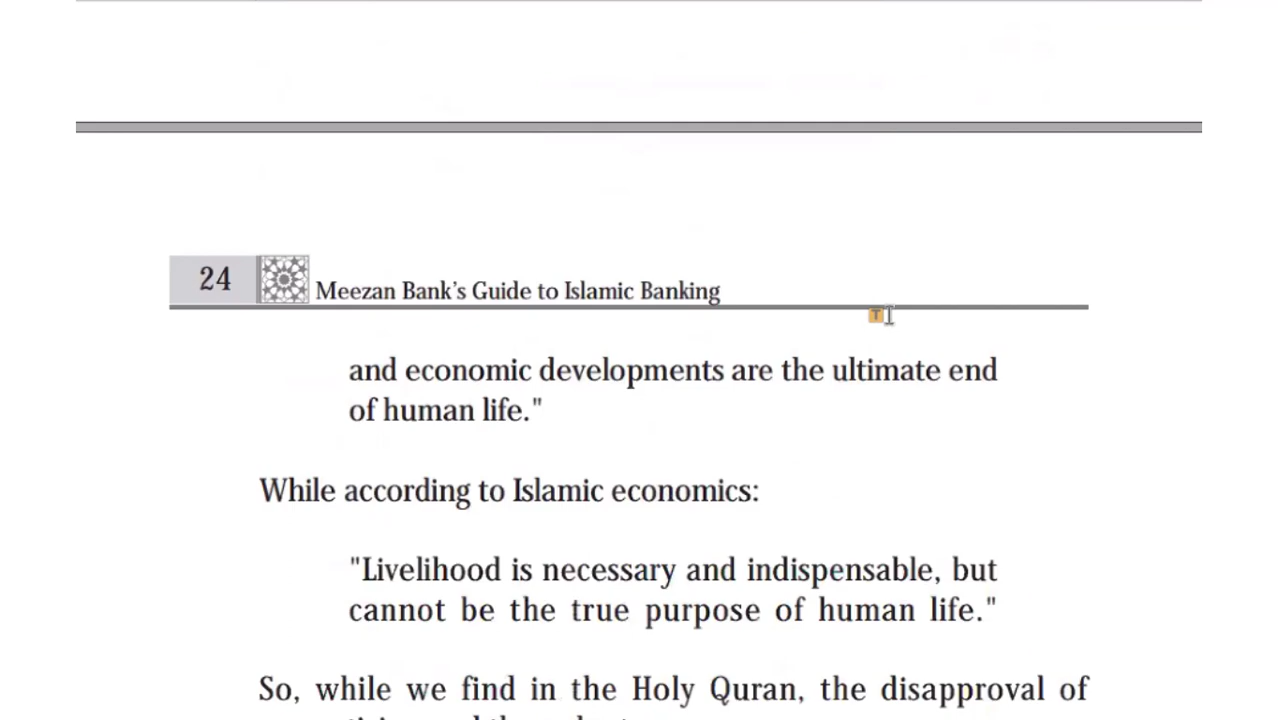 24
Meezan Bank's Guide to Islamic Banking
T
and economic developments are the ultimate end
of human life."
While according to Islamic economics:
"Livelihood is necessary and indispensable, but
cannot be the true purpose of human life."
So, while we find in the Holy Quran, the disapproval of